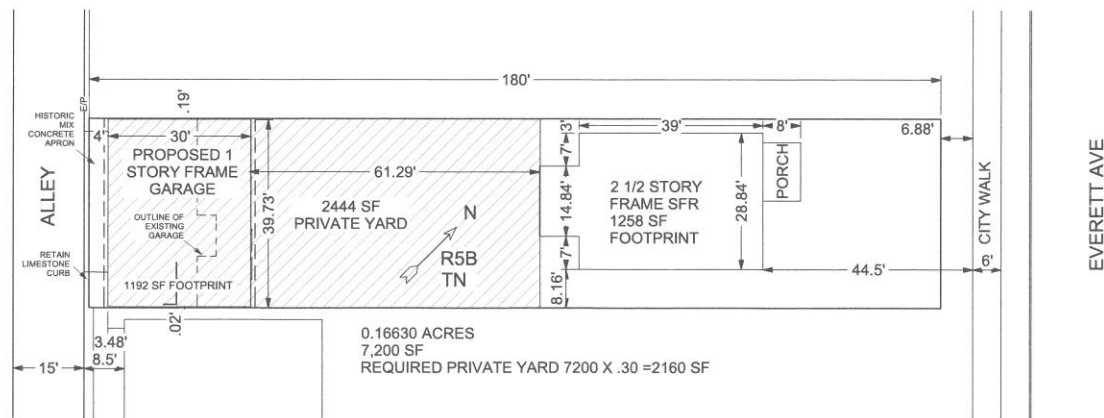 180'
E/P
HISTORIC
MIX
CONCRETE
APRON
ALLEY
RETAIN
LIMESTONE
CURB
15'
4'
.19'
30'
PROPOSED 1
STORY FRAME
GARAGE
OUTLINE OF
EXISTING
GARAGE
1192 SF FOOTPRINT
.02'
3.48'
8.5'
39.73'
61.29'
2444 SF
PRIVATE YARD
N
R5B
TN
3'
7'
14.84'
7'
8.16'
39'
8'
2 1/2 STORY
FRAME SFR
1258 SF
FOOTPRINT
28.84'
PORCH
6.88'
44.5'
CITY WALK
6'
EVERETT AVE
0.16630 ACRES
7,200 SF
REQUIRED PRIVATE YARD 7200 X .30 =2160 SF